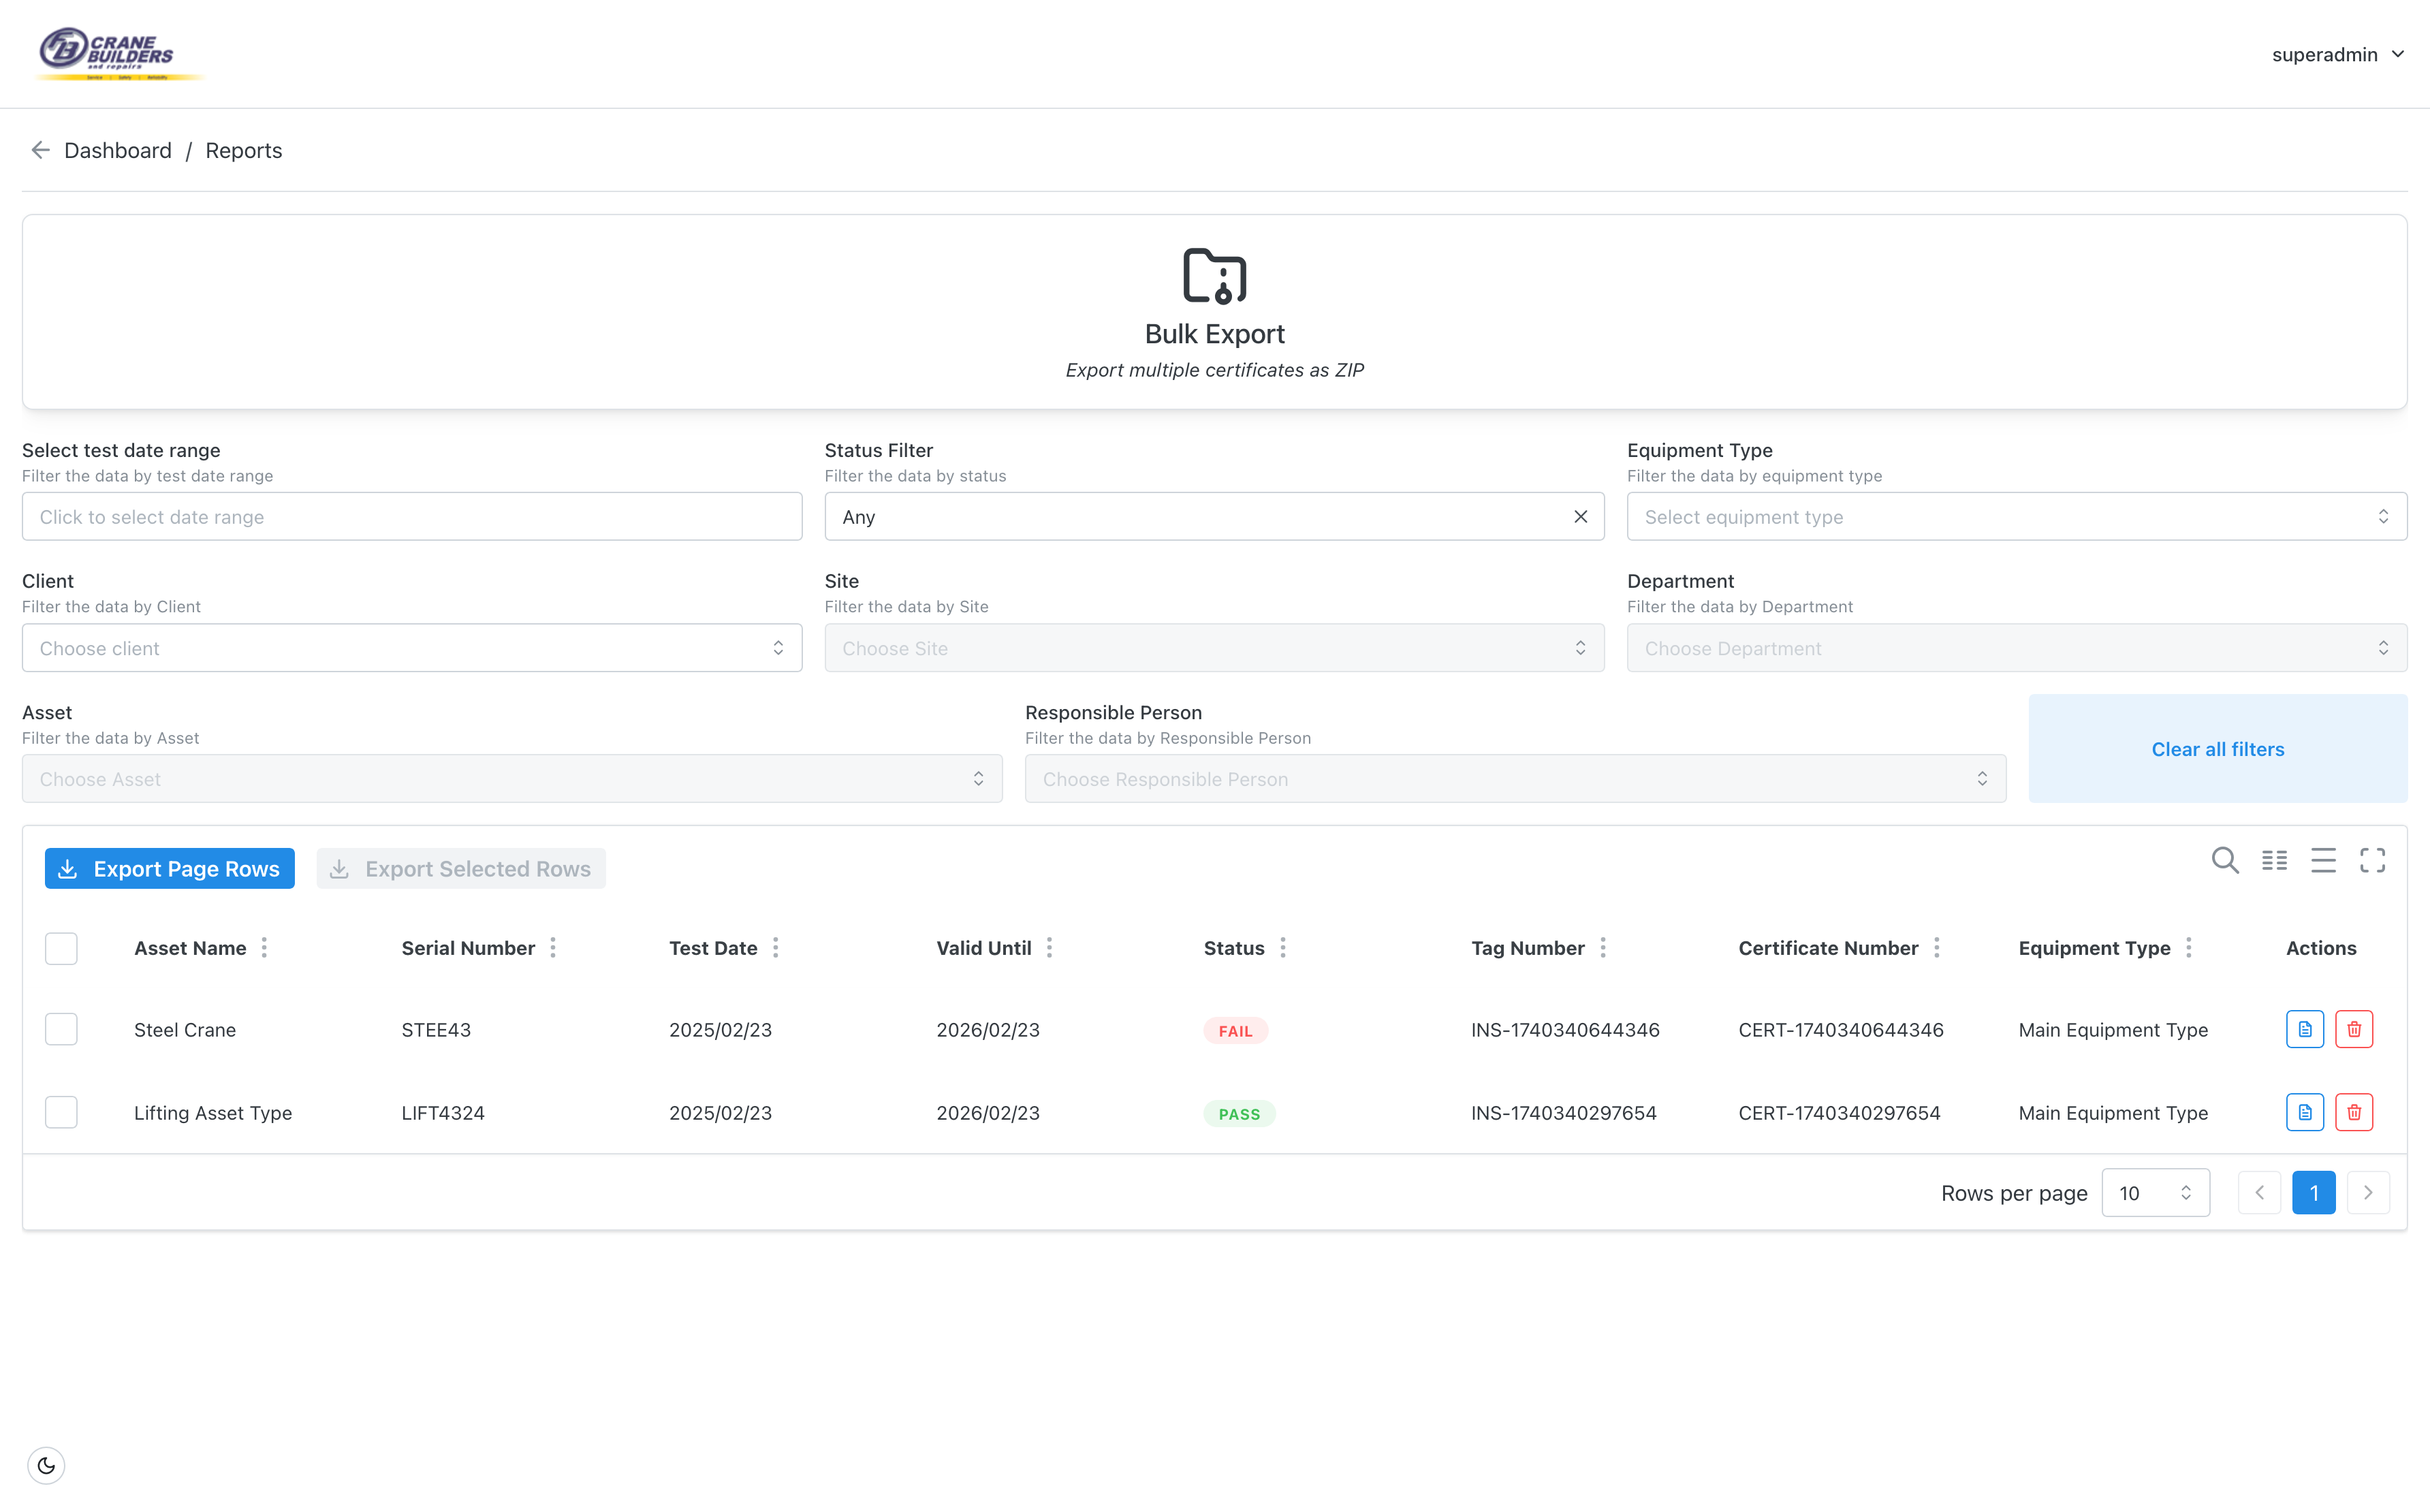 FB CRANE
BUILDERS
and repairs
Service | Safety | Reliability
superadmin
Dashboard / Reports
Bulk Export
Export multiple certificates as ZIP
Select test date range
Filter the data by test date range
Click to select date range
Status Filter
Filter the data by status
Any
Equipment Type
Filter the data by equipment type
Select equipment type
Client
Filter the data by Client
Choose client
Site
Filter the data by Site
Choose Site
Department
Filter the data by Department
Choose Department
Asset
Filter the data by Asset
Choose Asset
Responsible Person
Filter the data by Responsible Person
Choose Responsible Person
Clear all filters
Export Page Rows Export Selected Rows
Asset Name Serial Number Test Date Valid Until Status Tag Number Certificate Number Equipment Type Actions
Steel Crane STEE43 2025/02/23 2026/02/23 FAIL INS-1740340644346 CERT-1740340644346 Main Equipment Type
Lifting Asset Type LIFT4324 2025/02/23 2026/02/23 PASS INS-1740340297654 CERT-1740340297654 Main Equipment Type
Rows per page 10 1